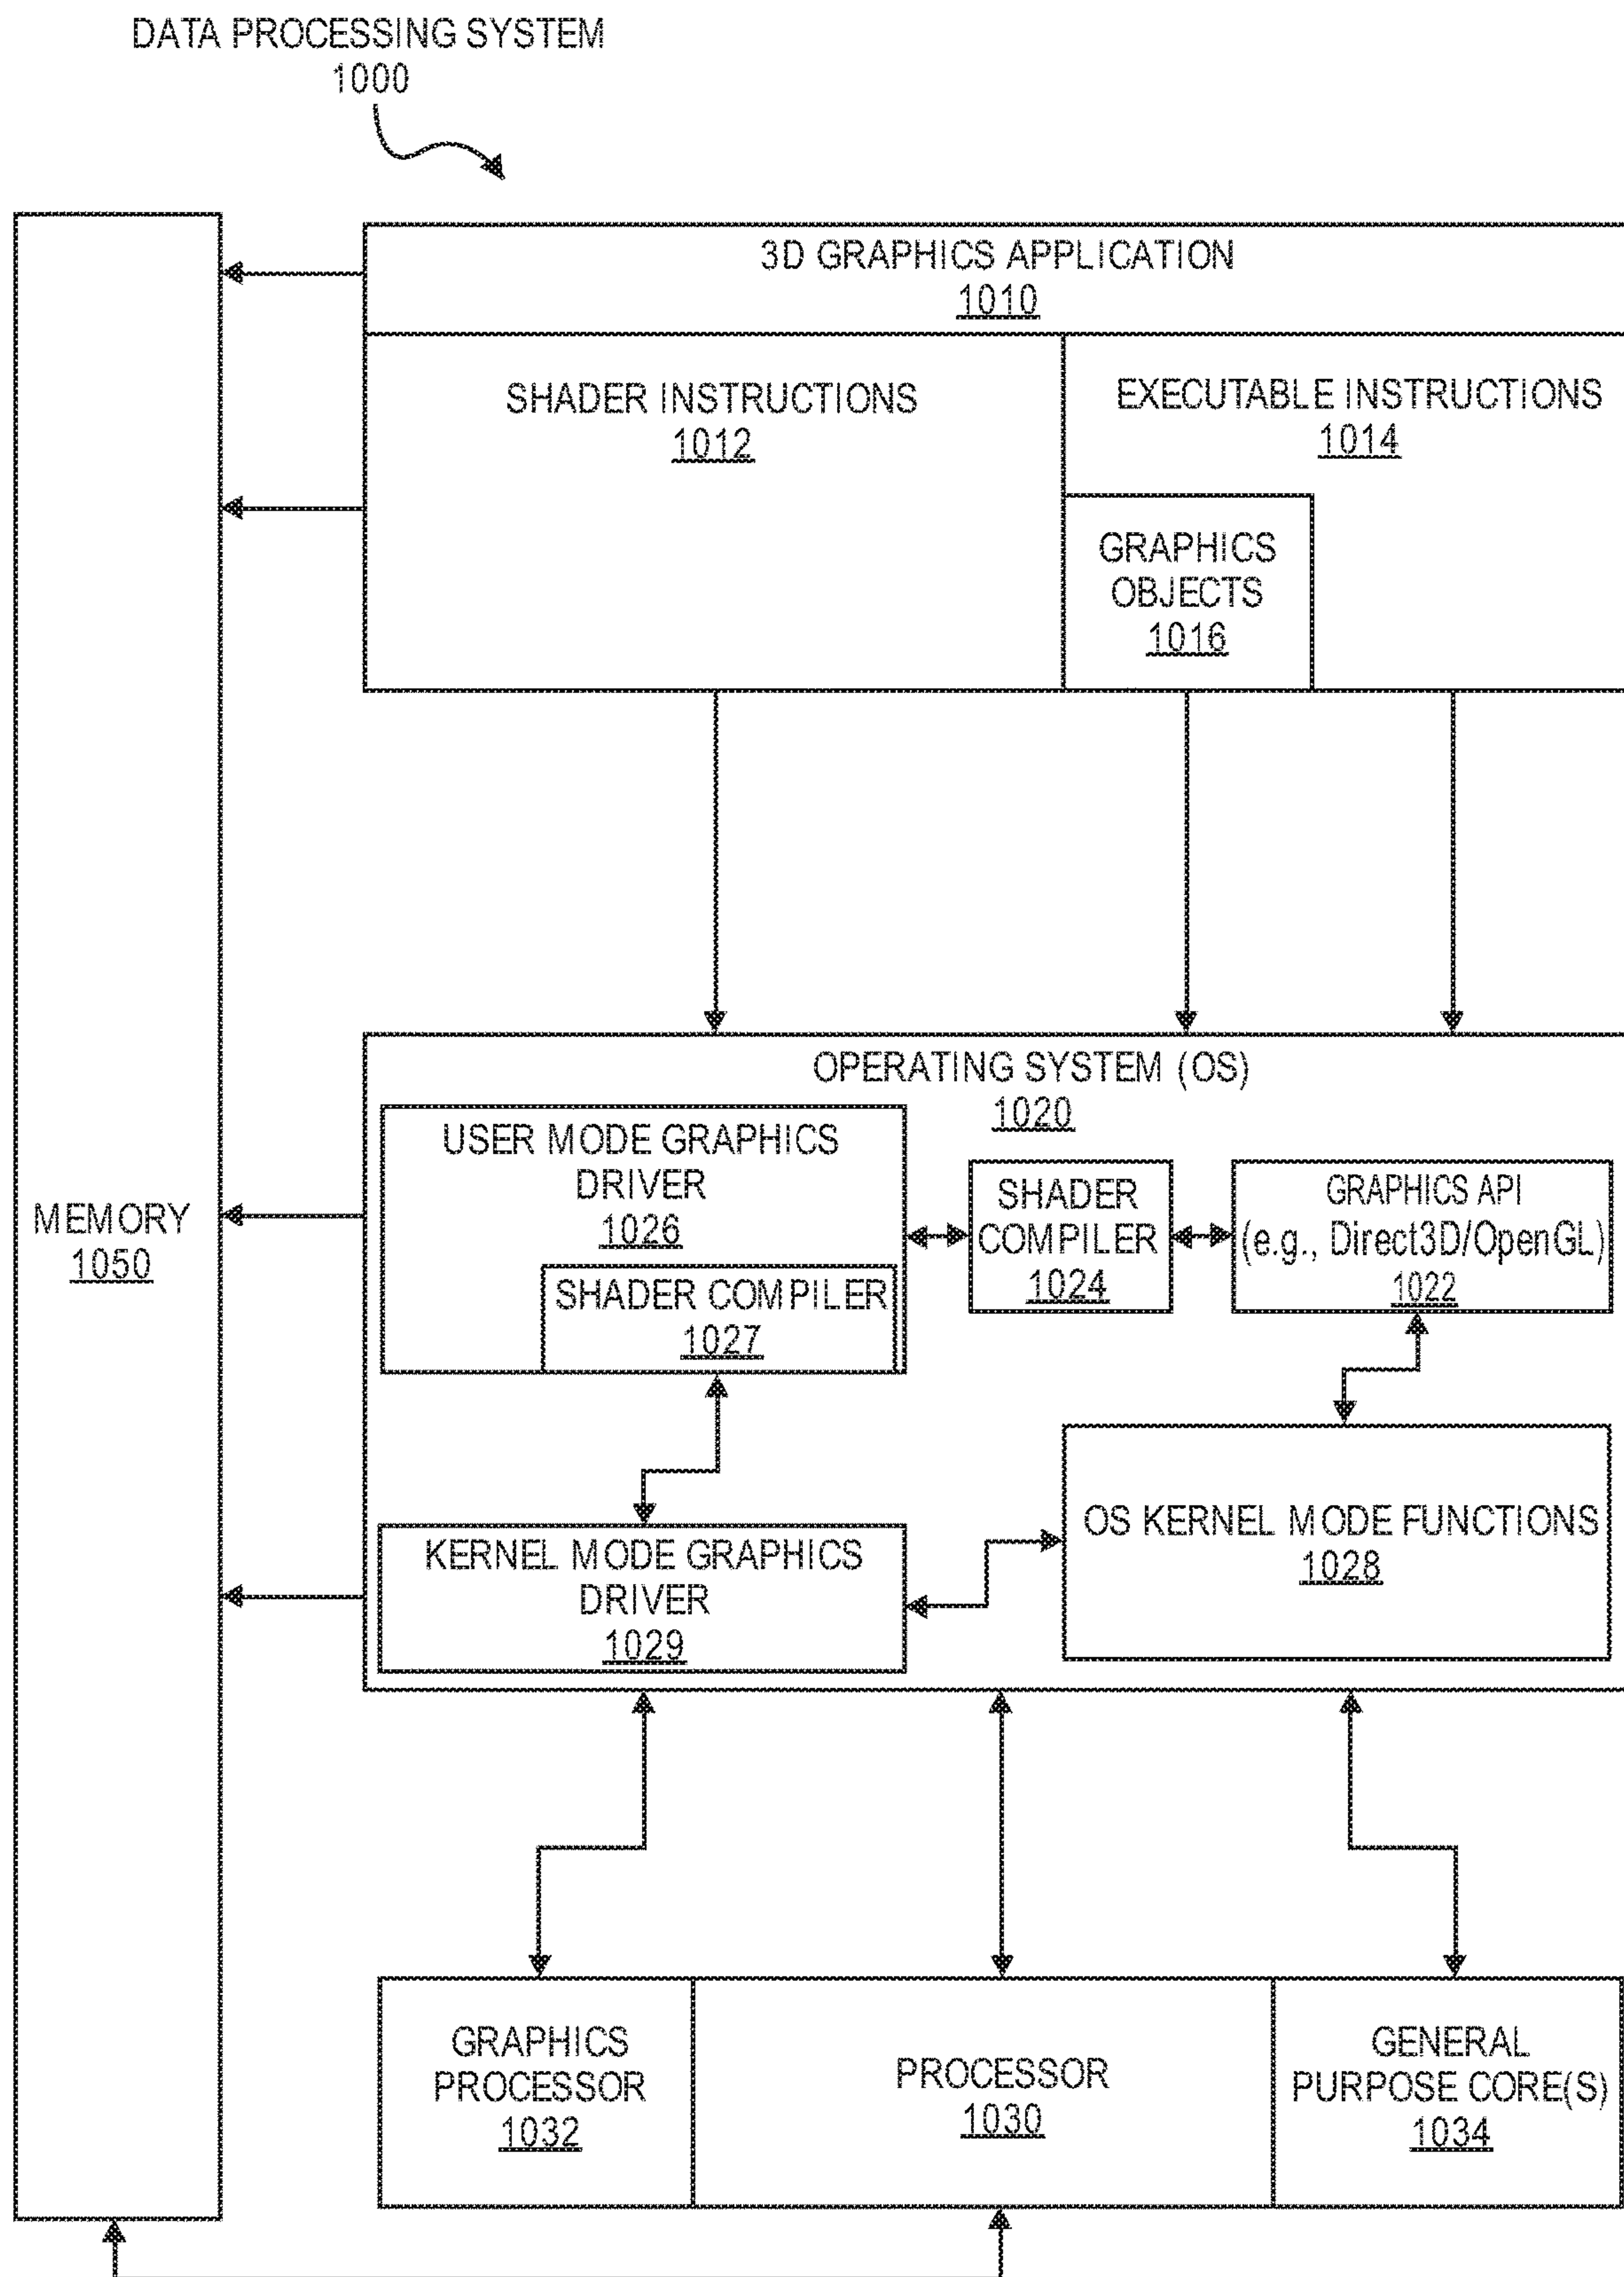 DATA PROCESSING SYSTEM
1000
3D GRAPHICS APPLICATION
1010
SHADER INSTRUCTIONS
1012
EXECUTABLE INSTRUCTIONS
1014
GRAPHICS
OBJECTS
1016
OPERATING SYSTEM (OS)
1020
USER MODE GRAPHICS
DRIVER
1026
SHADER COMPILER
1027
SHADER
COMPILER
1024
GRAPHICS API
(e.g., Direct3D/OpenGL)
1022
MEMORY
1050
KERNEL MODE GRAPHICS
DRIVER
1029
OS KERNEL MODE FUNCTIONS
1028
GRAPHICS
PROCESSOR
1032
PROCESSOR
1030
GENERAL
PURPOSE CORE(S)
1034